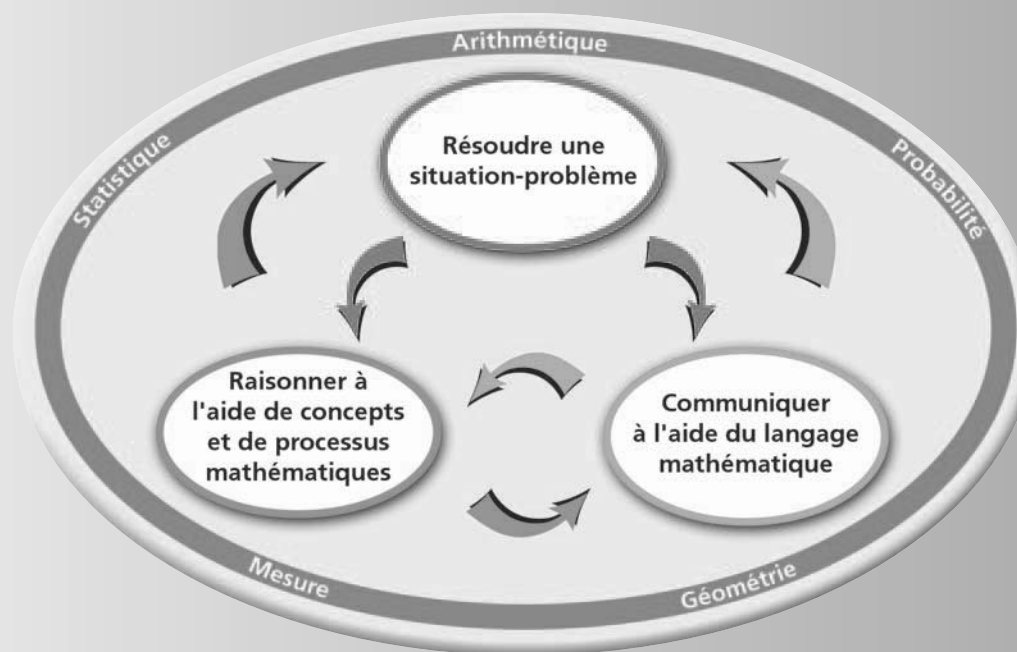 Arithmétique
Statistique
Probabilité
Résoudre une
situation-problème
Raisonner à
l'aide de concepts
et de processus
mathématiques
Communiquer
à l'aide du langage
mathématique
Mesure
Géométrie